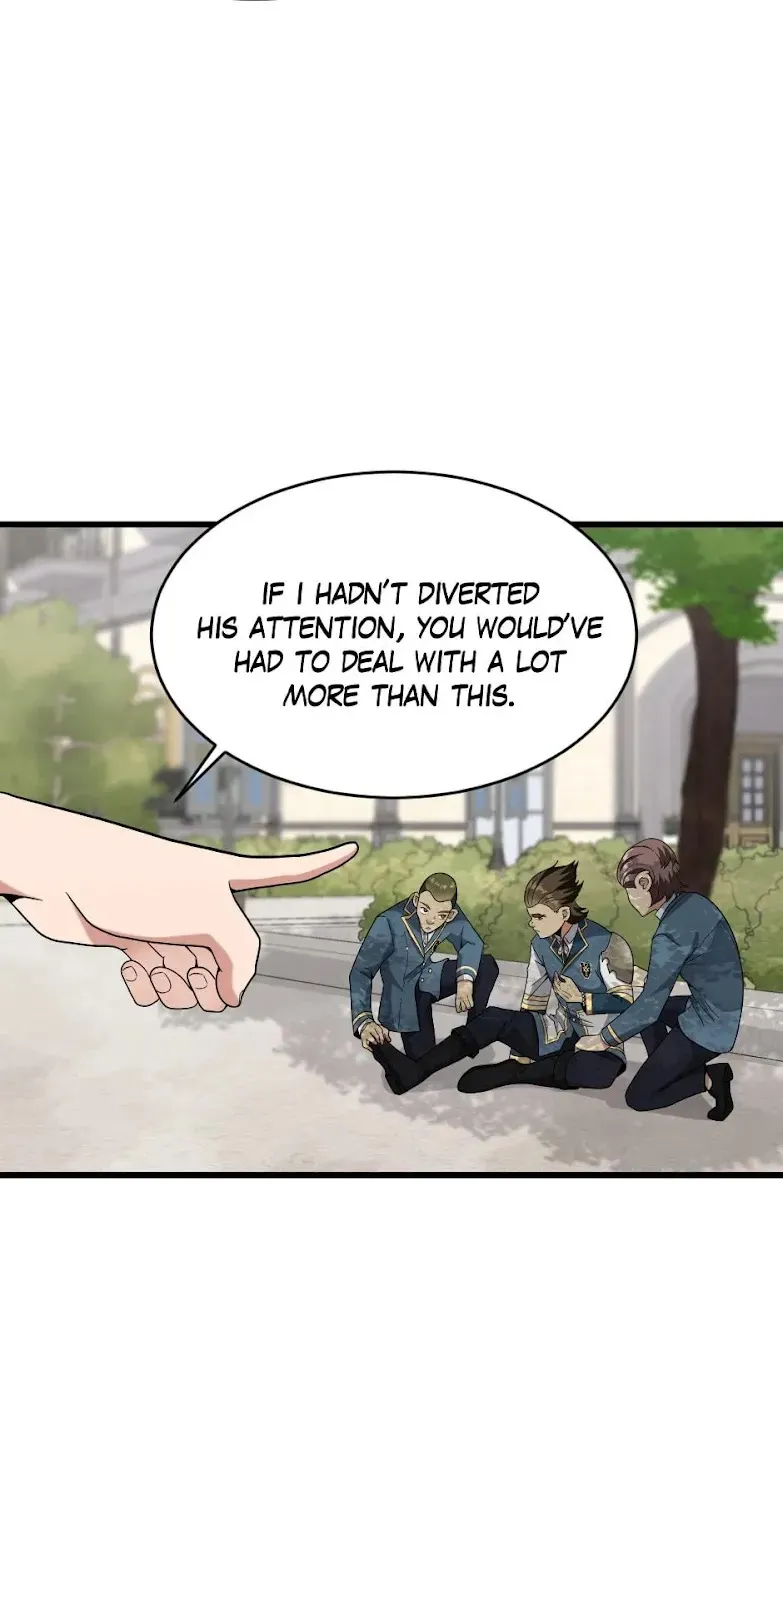 IF I HADN'T DIVERTED
HIS ATTENTION, YOU WOULD'VE
HAD TO DEAL WITH A LOT
MORE THAN THIS.